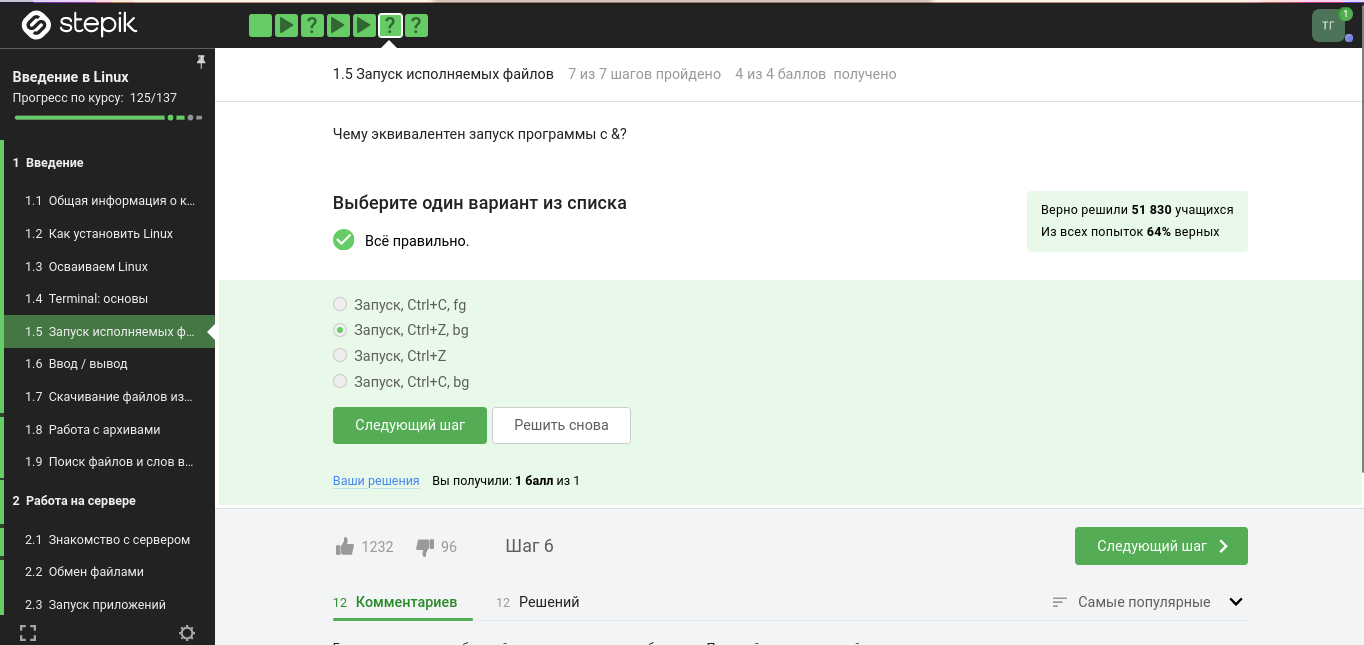 stepik
? ? ?
ТГ 1
Введение в Linux
Прогресс по курсу: 125/137
1 Введение
1.1 Общая информация о к...
1.2 Как установить Linux
1.3 Осваиваем Linux
1.4 Terminal: основы
1.5 Запуск исполняемых ф...
1.6 Ввод / вывод
1.7 Скачивание файлов из...
1.8 Работа с архивами
1.9 Поиск файлов и слов в...
2 Работа на сервере
2.1 Знакомство с сервером
2.2 Обмен файлами
2.3 Запуск приложений
1.5 Запуск исполняемых файлов 7 из 7 шагов пройдено 4 из 4 баллов получено
Чему эквивалентен запуск программы с &?
Выберите один вариант из списка
Всё правильно.
Верно решили 51 830 учащихся
Из всех попыток 64% верных
Запуск, Ctrl+C, fg
Запуск, Ctrl+Z, bg
Запуск, Ctrl+Z
Запуск, Ctrl+C, bg
Следующий шаг Решить снова
Ваши решения Вы получили: 1 балл из 1
1232 96 Шаг 6 Следующий шаг
12 Комментариев 12 Решений Самые популярные